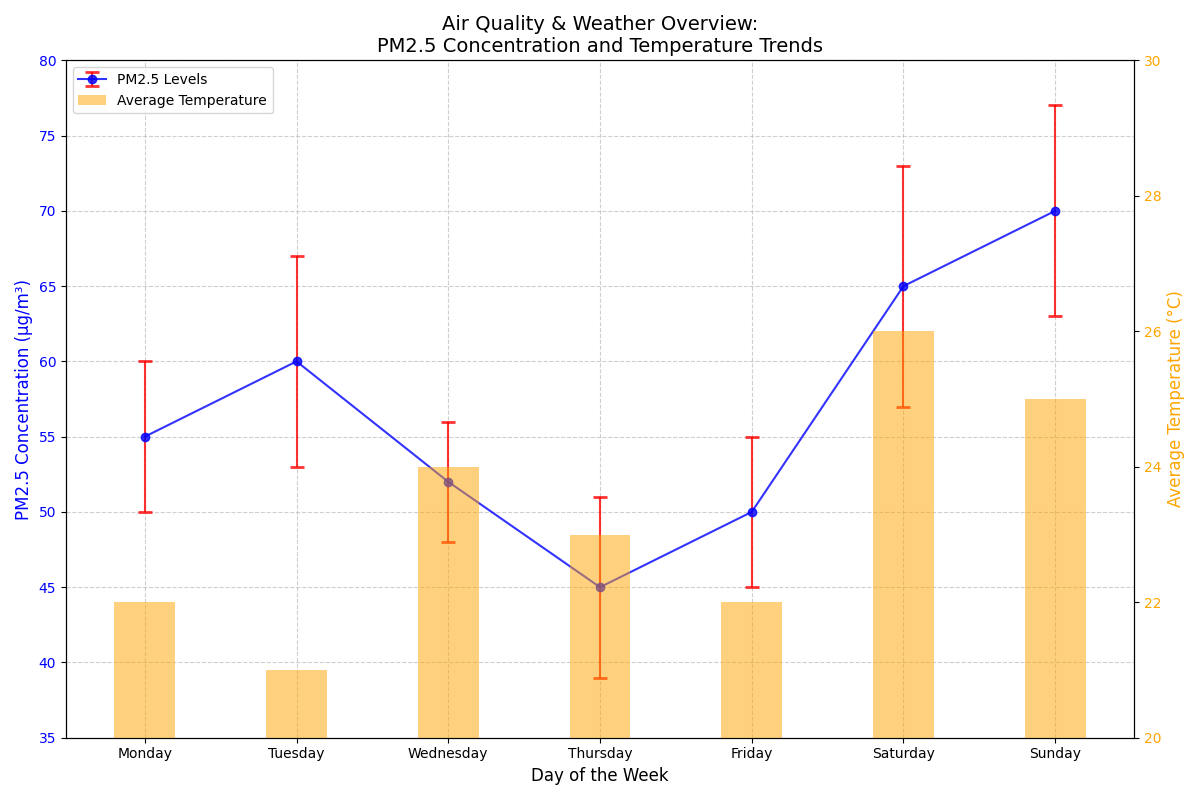 Air Quality & Weather Overview:
PM2.5 Concentration and Temperature Trends
PM2.5 Levels
Average Temperature
80
75
70
65
60
55
50
45
40
35
PM2.5 Concentration (µg/m³)
30
28
26
24
22
20
Average Temperature (°C)
Monday Tuesday Wednesday Thursday Friday Saturday Sunday
Day of the Week